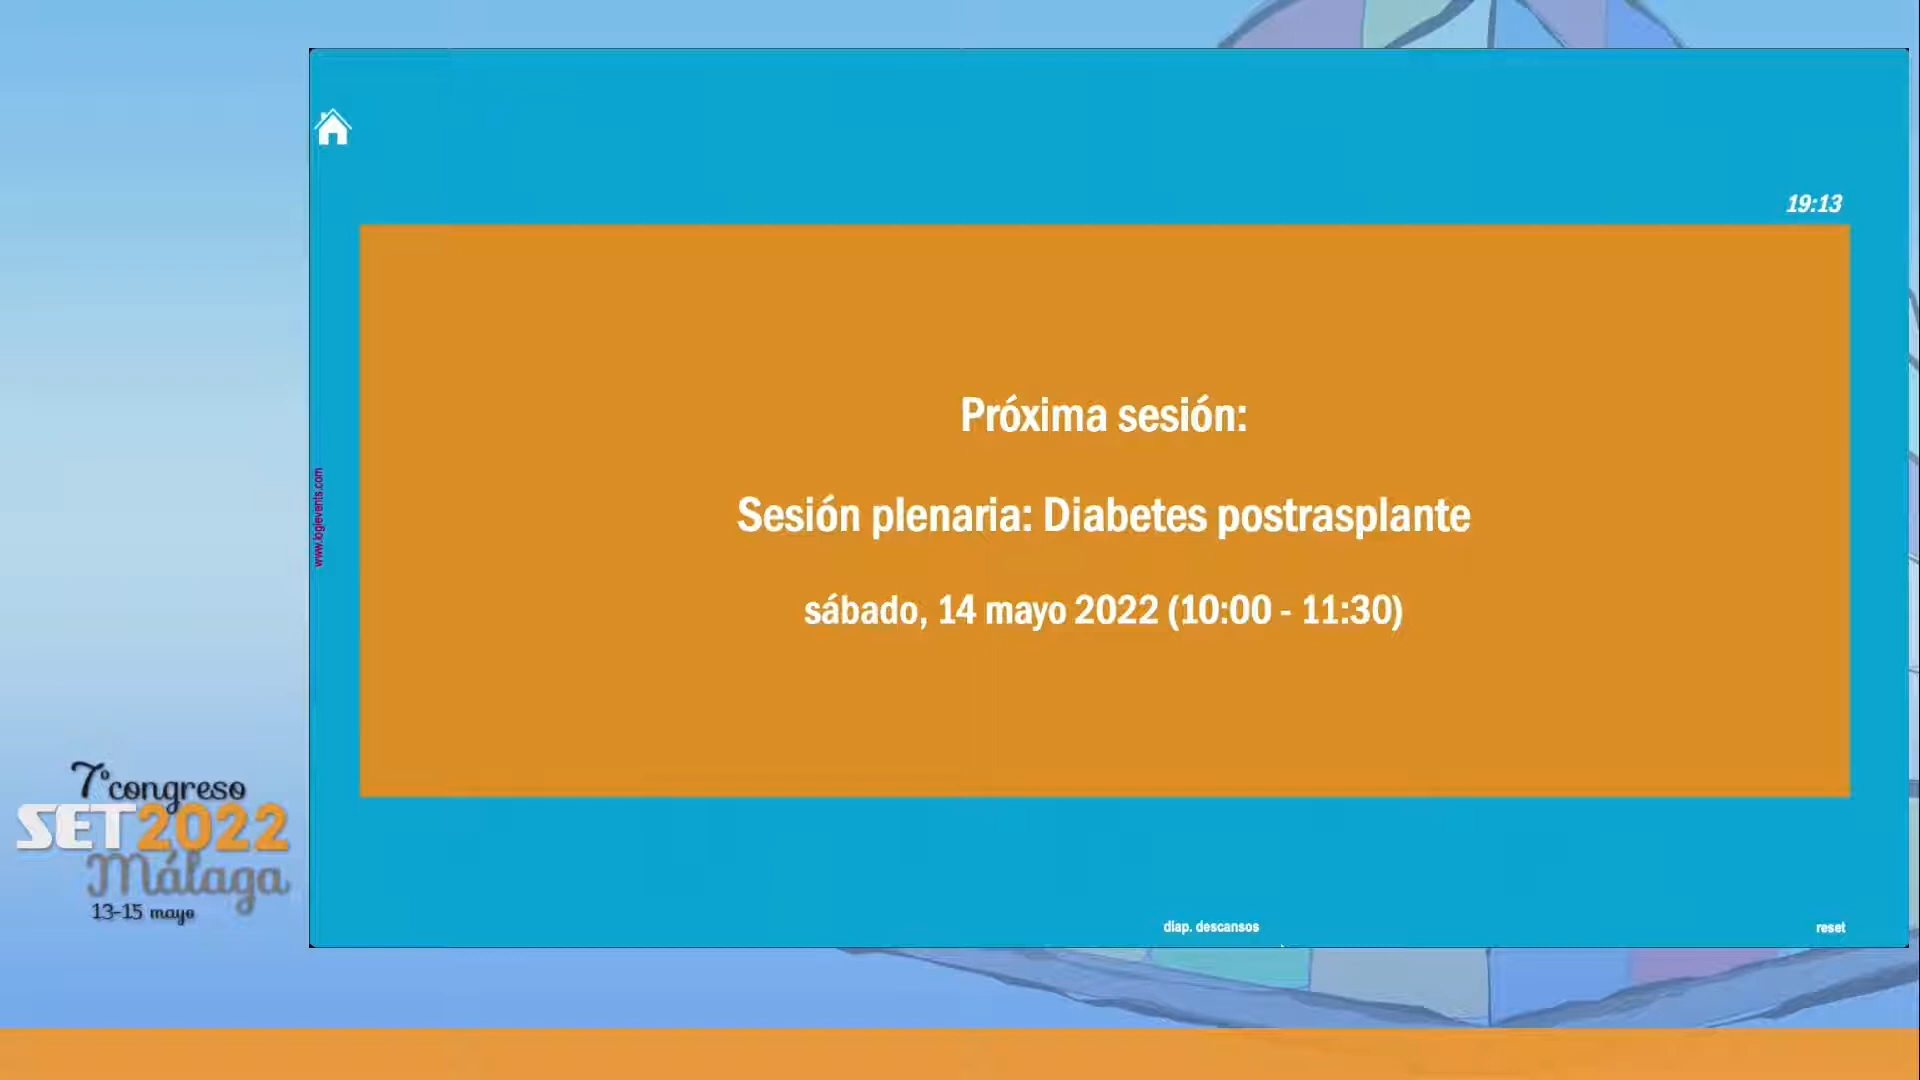 19:13
Próxima sesión:
Sesión plenaria: Diabetes postrasplante
sábado, 14 mayo 2022 (10:00 - 11:30)
www.logievents.com
7º congreso
SET2022
Málaga
13-15 mayo
diap. descansos
reset